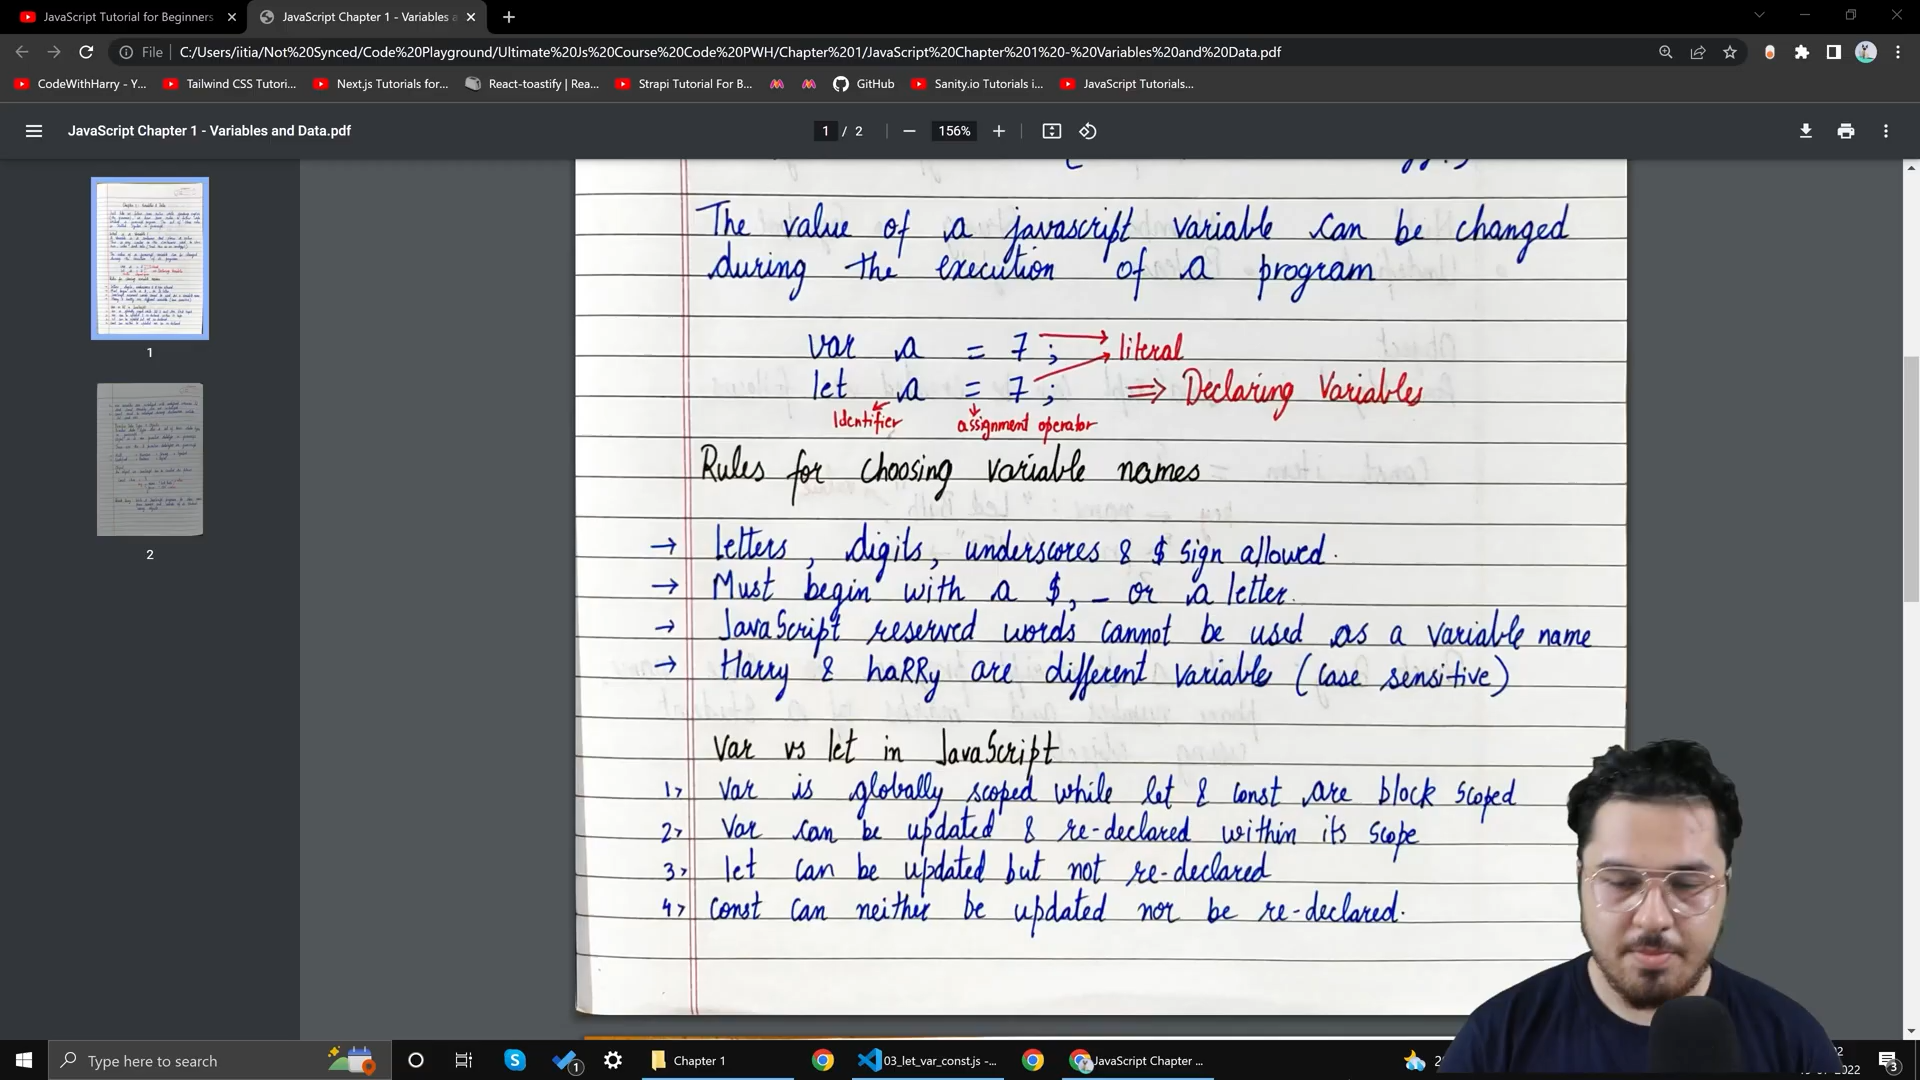 JavaScript Tutorial for Beginners
JavaScript Chapter 1 - Variables a
File
C:/Users/iitia/Not%20Synced/Code%20Playground/Ultimate%20Js%20Course%20Code%20PWH/Chapter%201/JavaScript%20Chapter%201%20-%20Variables%20and%20Data.pdf
CodeWithHarry - Y...
Tailwind CSS Tutori...
Next.js Tutorials for...
React-toastify | Rea...
Strapi Tutorial For B...
GitHub
Sanity.io Tutorials i...
JavaScript Tutorials...
JavaScript Chapter 1 - Variables and Data.pdf
1 / 2
156%
1
2
The value of a javascript variable can be changed
during the execution of a program
var a = 7; literal
let a = 7; ⇒ Declaring Variables
Identifier assignment operator
Rules for choosing variable names
→ Letters, digits, underscores & $ sign allowed.
→ Must begin with a $, _ or a letter.
→ JavaScript reserved words cannot be used as a variable name
→ Harry & haRRy are different variable (case sensitive)
Var vs let in JavaScript
1> Var is globally scoped while let & const are block scoped
2> Var can be updated & re-declared within its scope
3> let can be updated but not re-declared
4> const can neither be updated nor be re-declared.
Type here to search
1
Chapter 1
03_let_var_const.js -...
JavaScript Chapter ...
2022
3